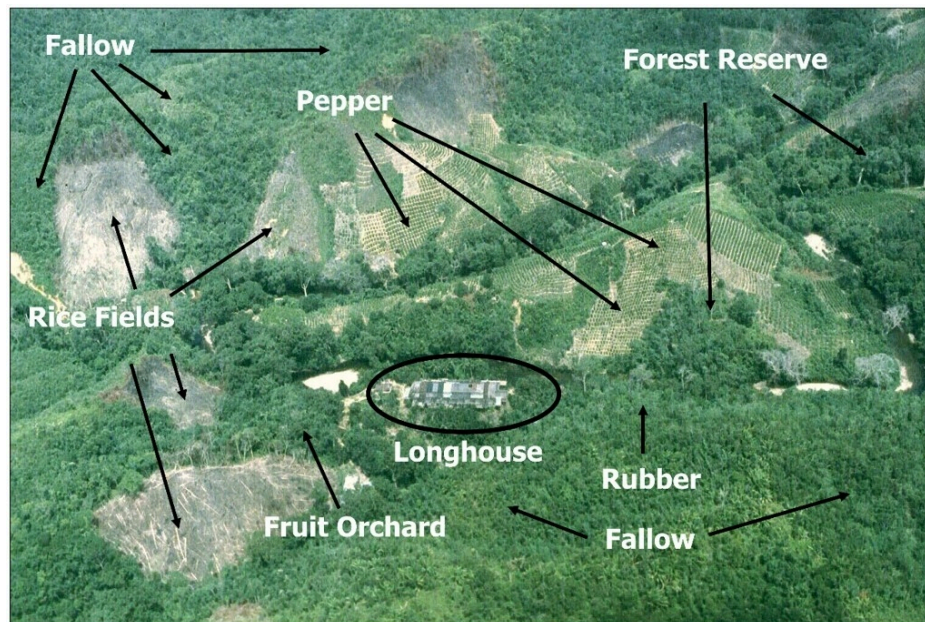 Fallow
Forest Reserve
Pepper
Rice Fields
Longhouse
Rubber
Fruit Orchard
Fallow